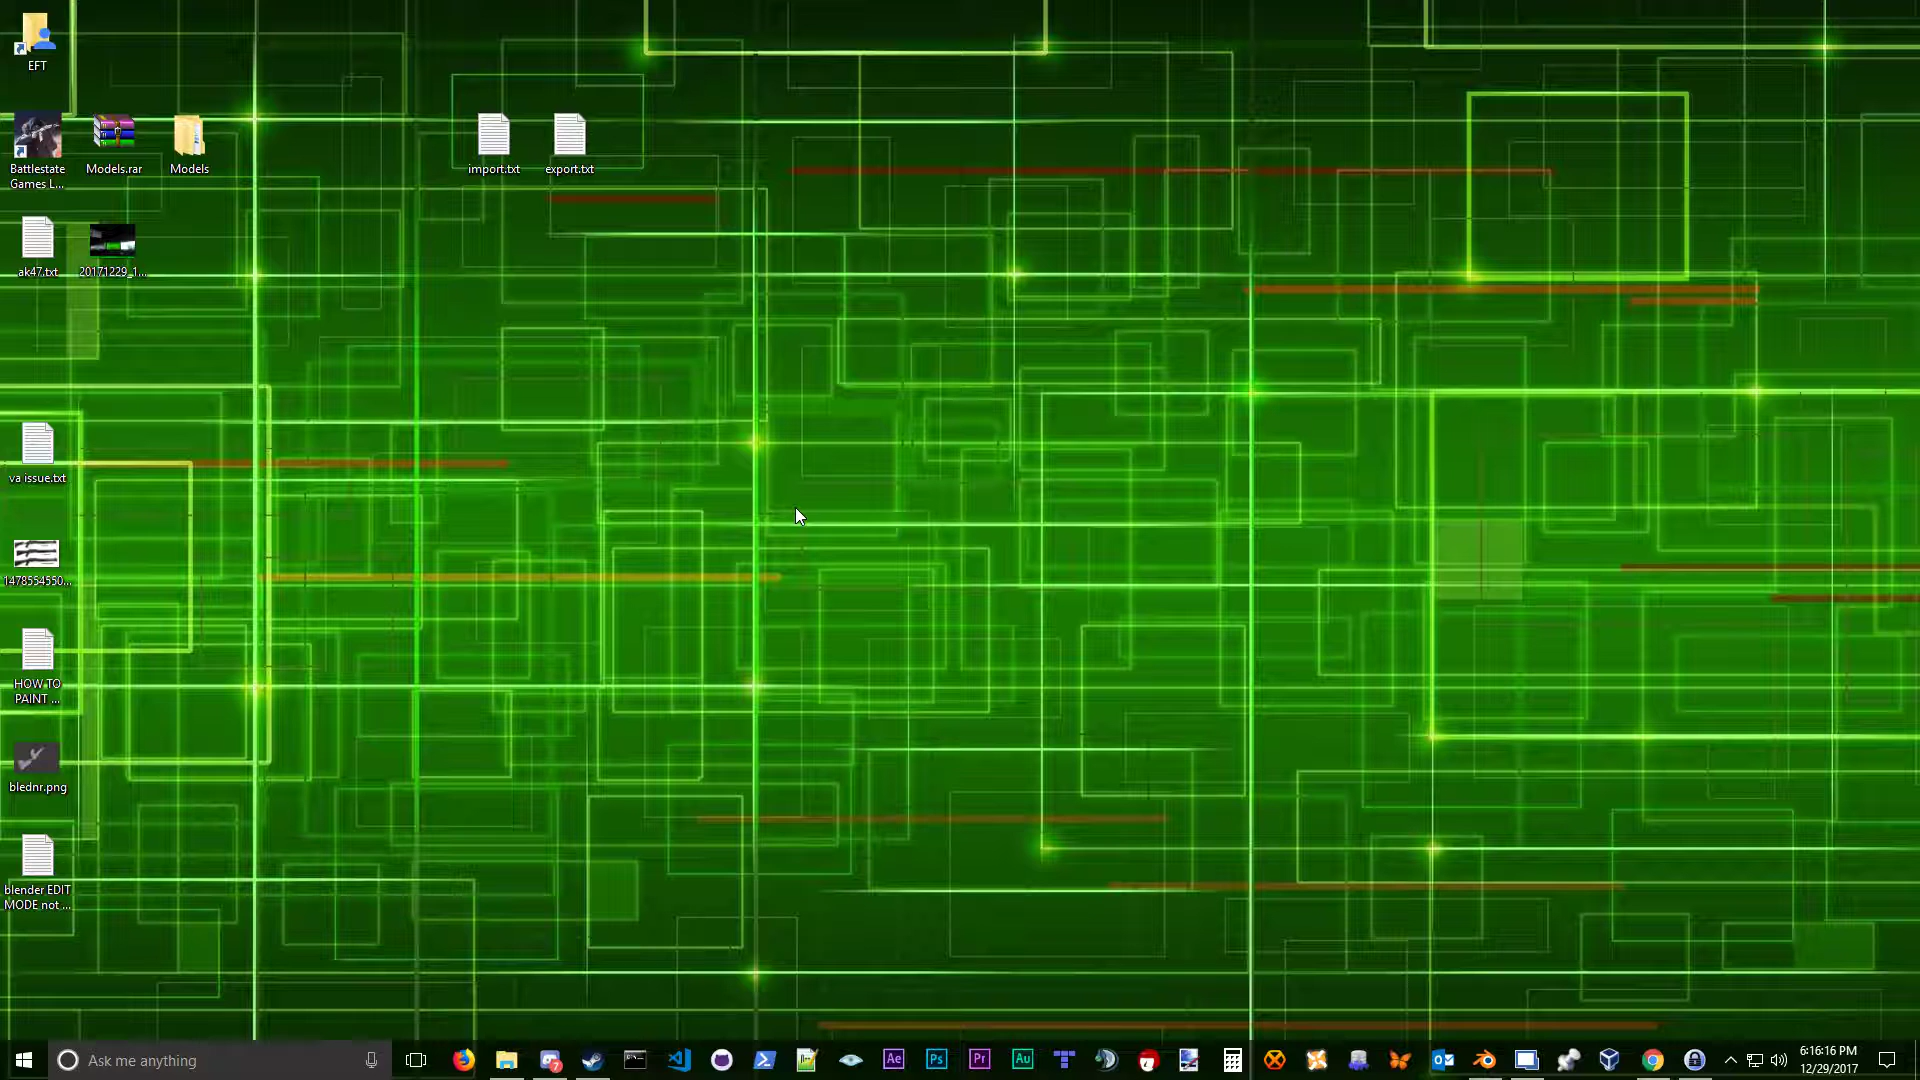 EFT
Battlestate
Games L...
Models.rar
Models
import.txt
export.txt
ak47.txt
20171229_1...
va issue.txt
1478554550...
HOW TO
PAINT ...
blednr.png
blender EDIT
MODE not ...
Ask me anything
7
Ae
Ps
Pr
Au
6:16:16 PM
12/29/2017